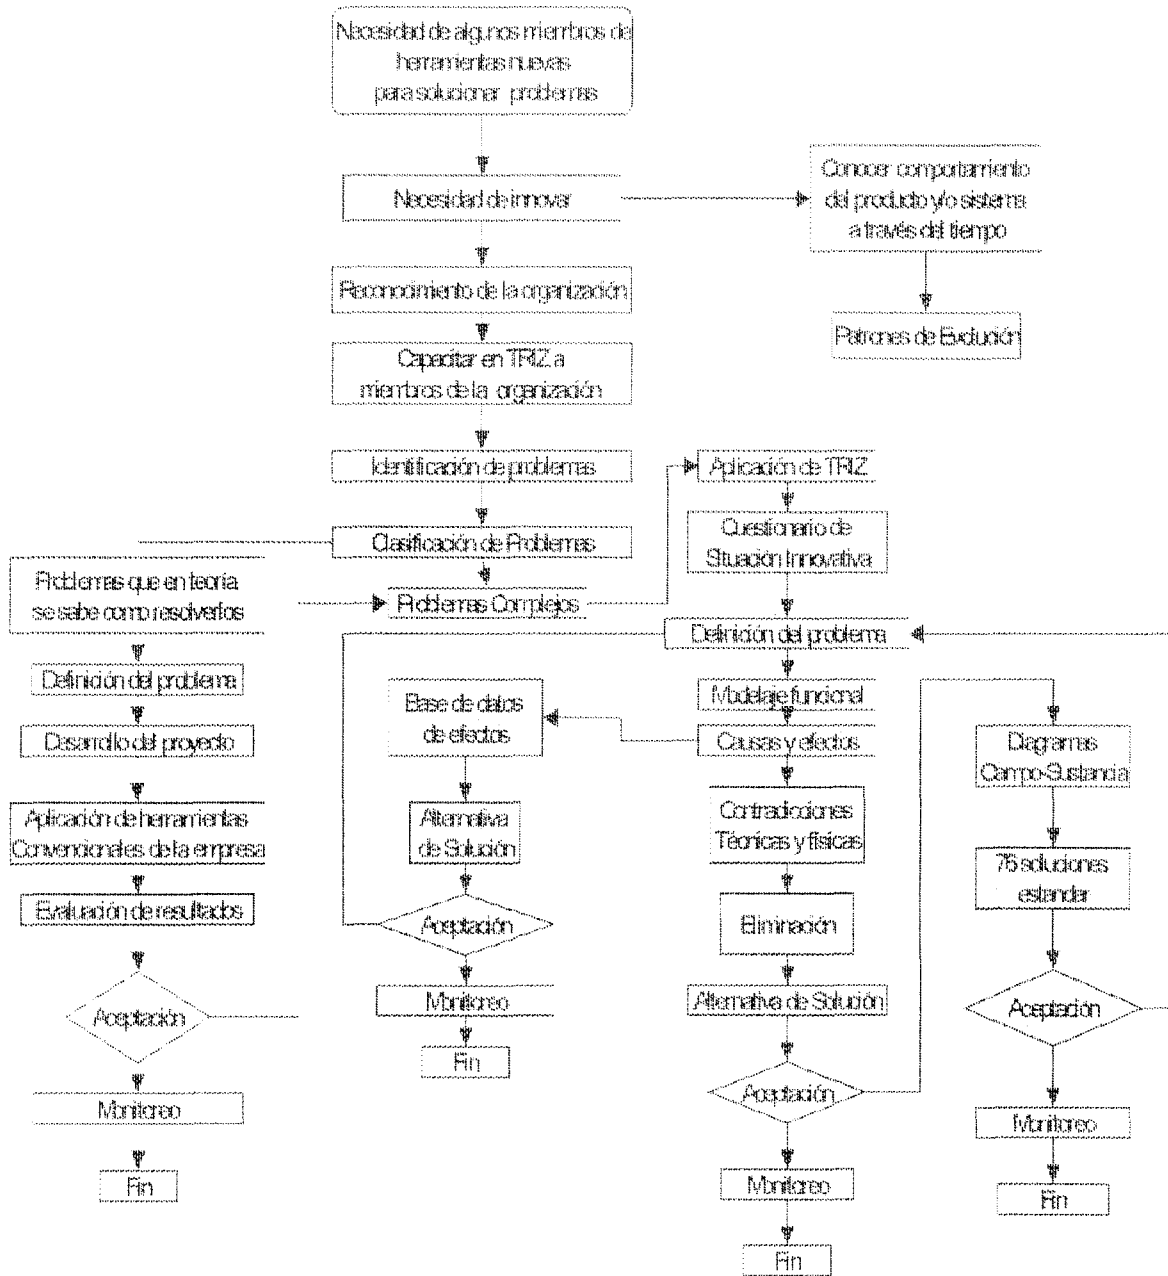 Necesidad de algunos miembros de
herramientas nuevas
para solucionar problemas
Necesidad de innovar
Conocer comportamiento
del producto y/o sistema
a través del tiempo
Reconocimiento de la organización
Patrones de Evolución
Capacitar en TRIZ a
miembros de la organización
Identificación de problemas
Aplicación de TRIZ
Clasificación de Problemas
Cuestionario de
Situación Innovativa
Problemas que en teoría
se sabe como resolverlos
Problemas Complejos
Definición del problema
Definición del problema
Modelaje funcional
Desarrollo del proyecto
Base de datos
de efectos
Causas y efectos
Diagramas
Campo-Sustancia
Aplicación de herramientas
Convencionales de la empresa
Alternativa
de Solución
Contradicciones
Técnicas y físicas
76 soluciones
estandar
Evaluación de resultados
Aceptación
Eliminación
Aceptación
Monitoreo
Alternativa de Solución
Aceptación
Fin
Aceptación
Monitoreo
Monitoreo
Fin
Monitoreo
Fin
Fin